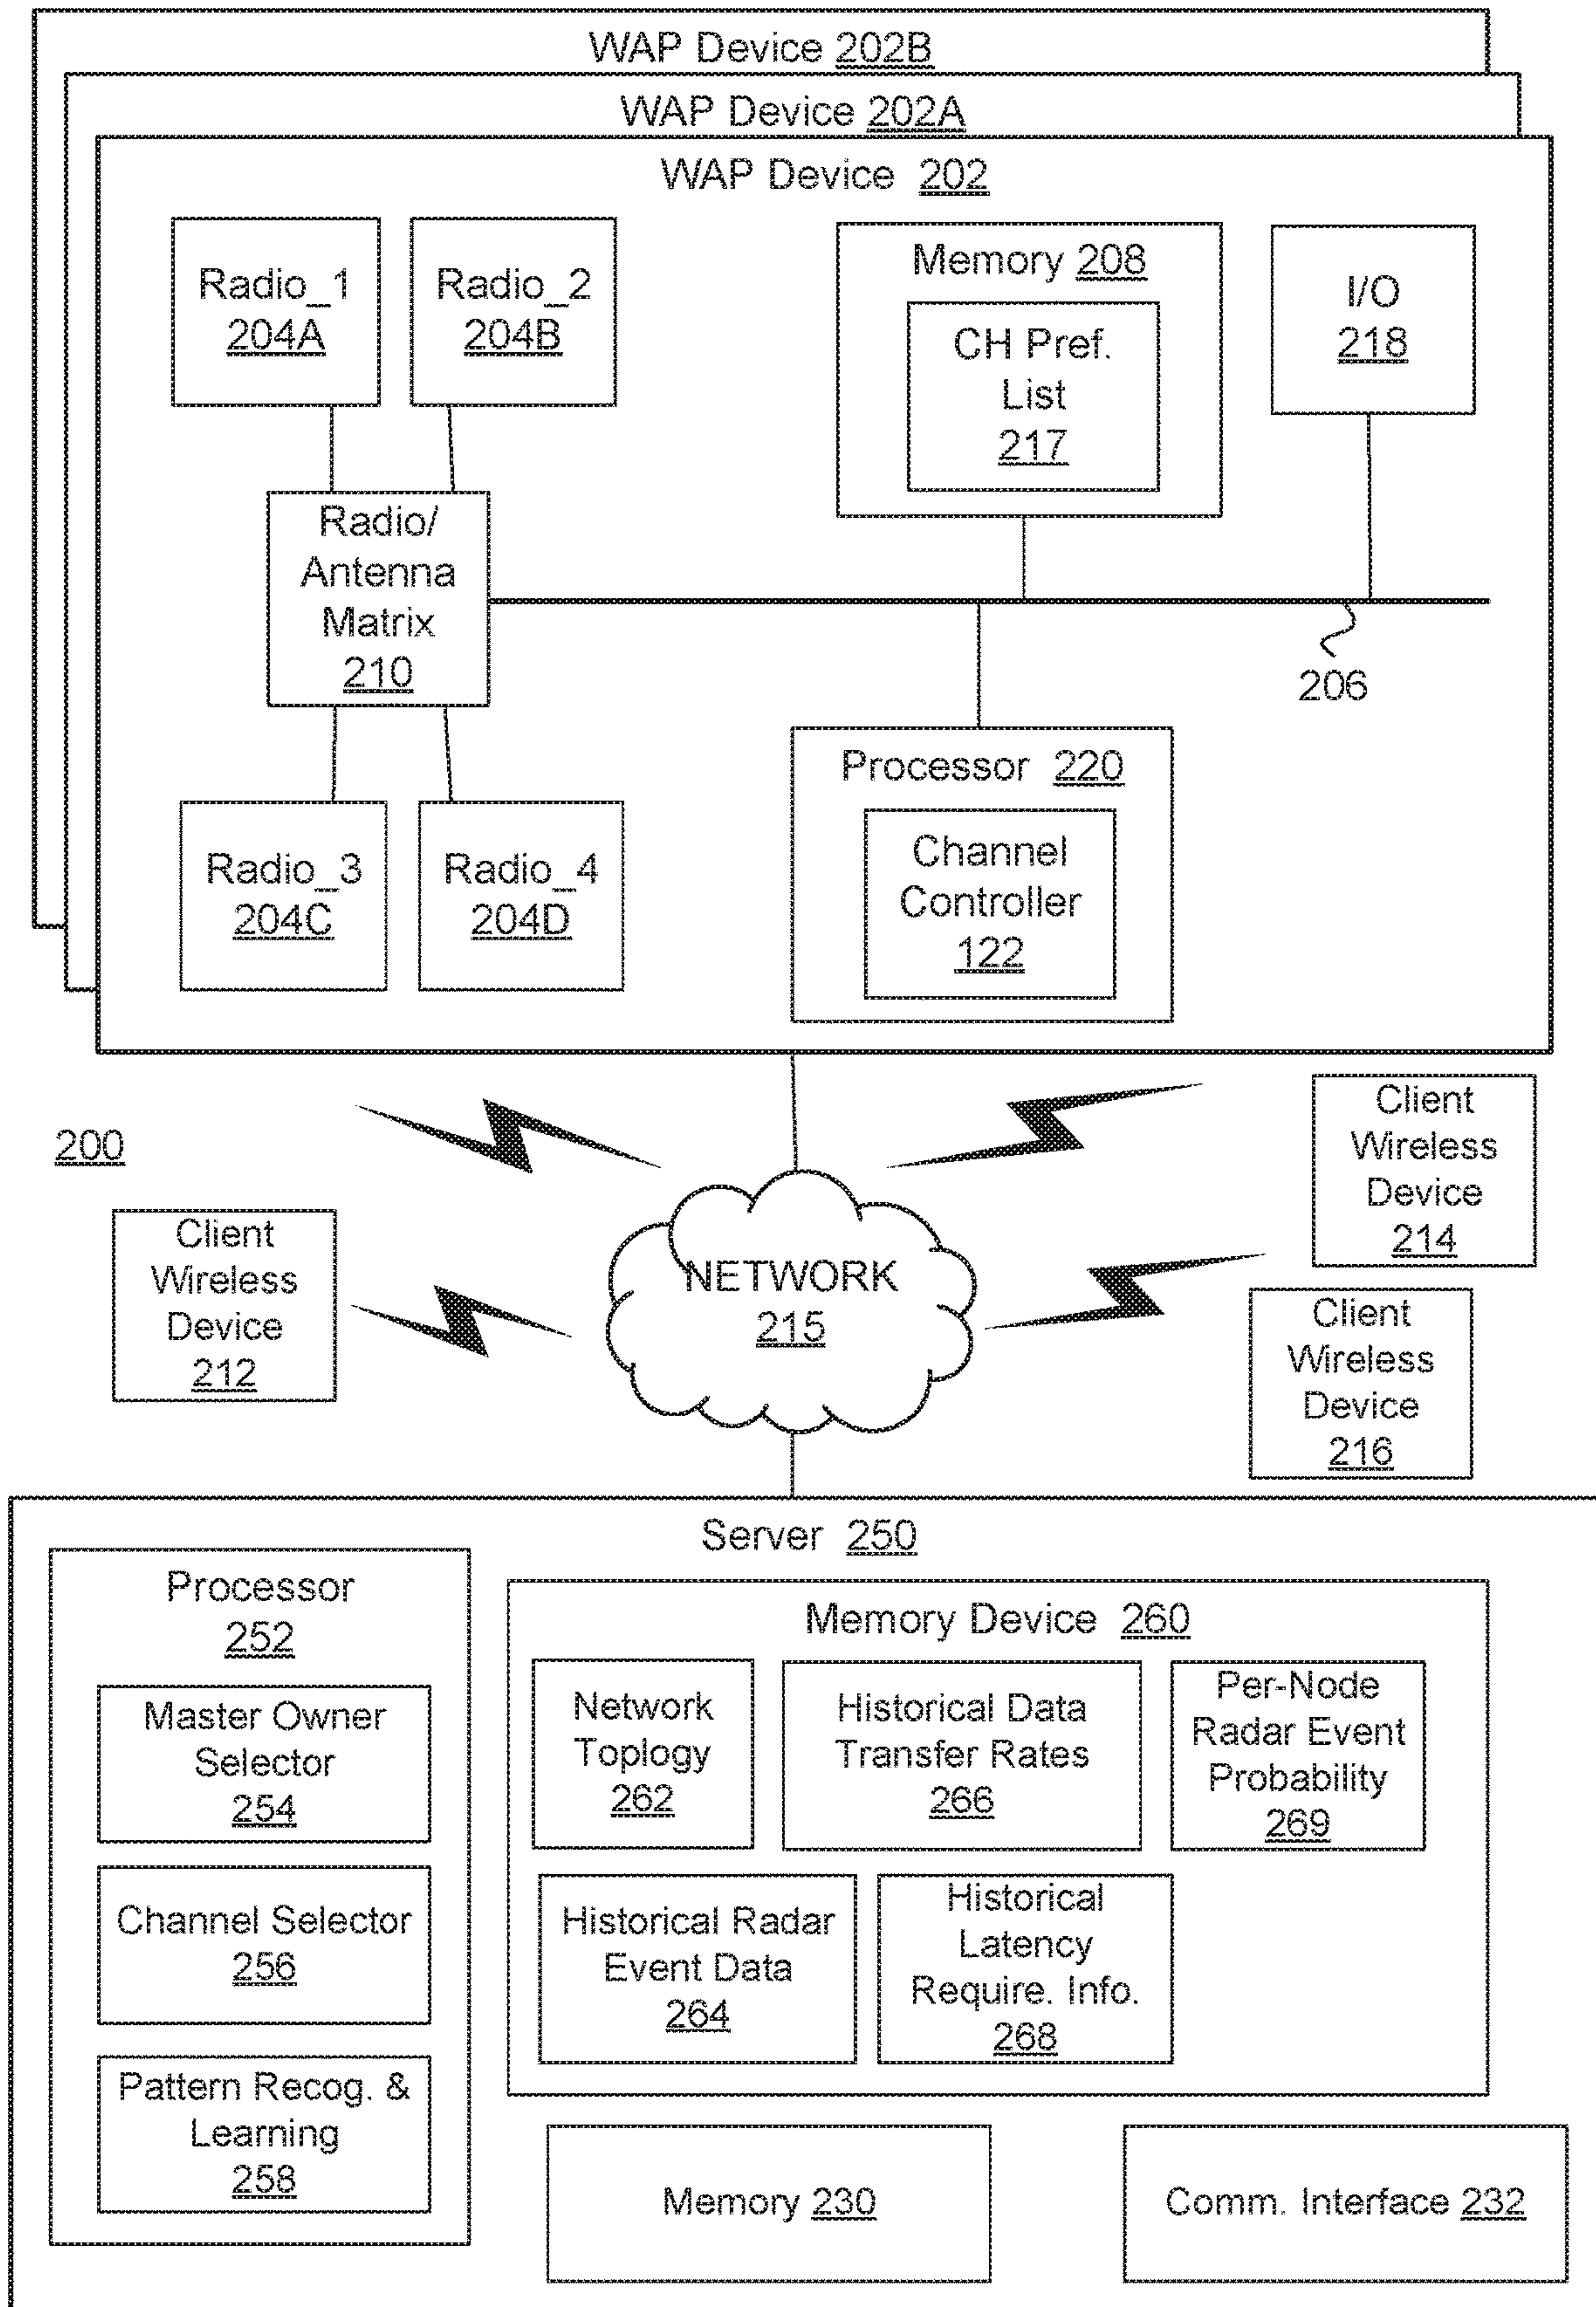 WAP Device 202B
WAP Device 202A
WAP Device 202
Radio_1
204A
Radio_2
204B
Memory 208
CH Pref.
List
217
I/O
218
Radio/
Antenna
Matrix
210
206
Processor 220
Channel
Controller
122
Radio_3
204C
Radio_4
204D
200
Client
Wireless
Device
212
NETWORK
215
Client
Wireless
Device
214
Client
Wireless
Device
216
Server 250
Processor
252
Master Owner
Selector
254
Channel Selector
256
Pattern Recog. &
Learning
258
Memory Device 260
Network
Toplogy
262
Historical Data
Transfer Rates
266
Per-Node
Radar Event
Probability
269
Historical Radar
Event Data
264
Historical
Latency
Require. Info.
268
Memory 230
Comm. Interface 232